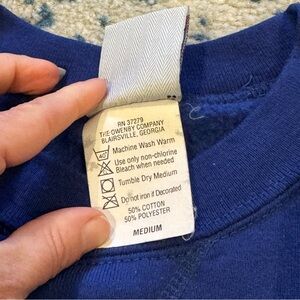 RN 37279
THE OWENBY COMPANY
BLAIRSVILLE, GEORGIA
Machine Wash Warm
Use only non-chlorine
Bleach when needed
Tumble Dry Medium
Do not iron if Decorated
50% COTTON
50% POLYESTER
MEDIUM